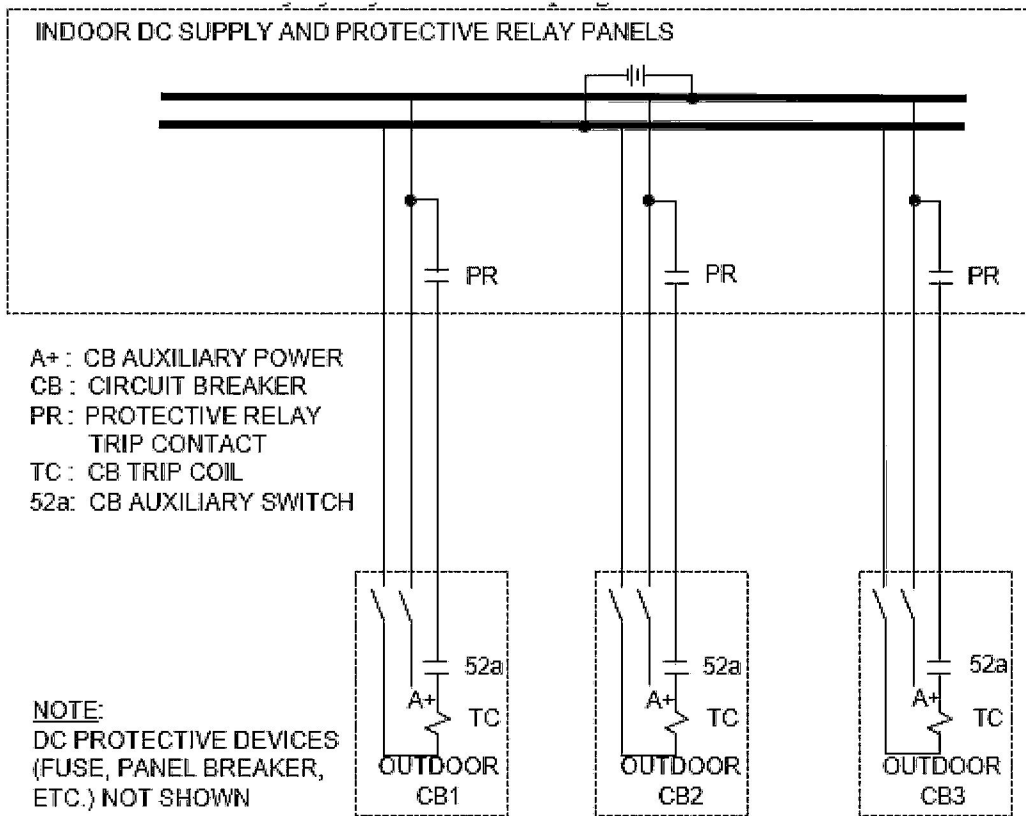 INDOOR DC SUPPLY AND PROTECTIVE RELAY PANELS
PR
PR
PR
A+ : CB AUXILIARY POWER
CB : CIRCUIT BREAKER
PR : PROTECTIVE RELAY
TRIP CONTACT
TC : CB TRIP COIL
52a: CB AUXILIARY SWITCH
52a
52a
52a
A+
A+
A+
TC
TC
TC
NOTE:
DC PROTECTIVE DEVICES
(FUSE, PANEL BREAKER,
ETC.) NOT SHOWN
OUTDOOR
CB1
OUTDOOR
CB2
OUTDOOR
CB3